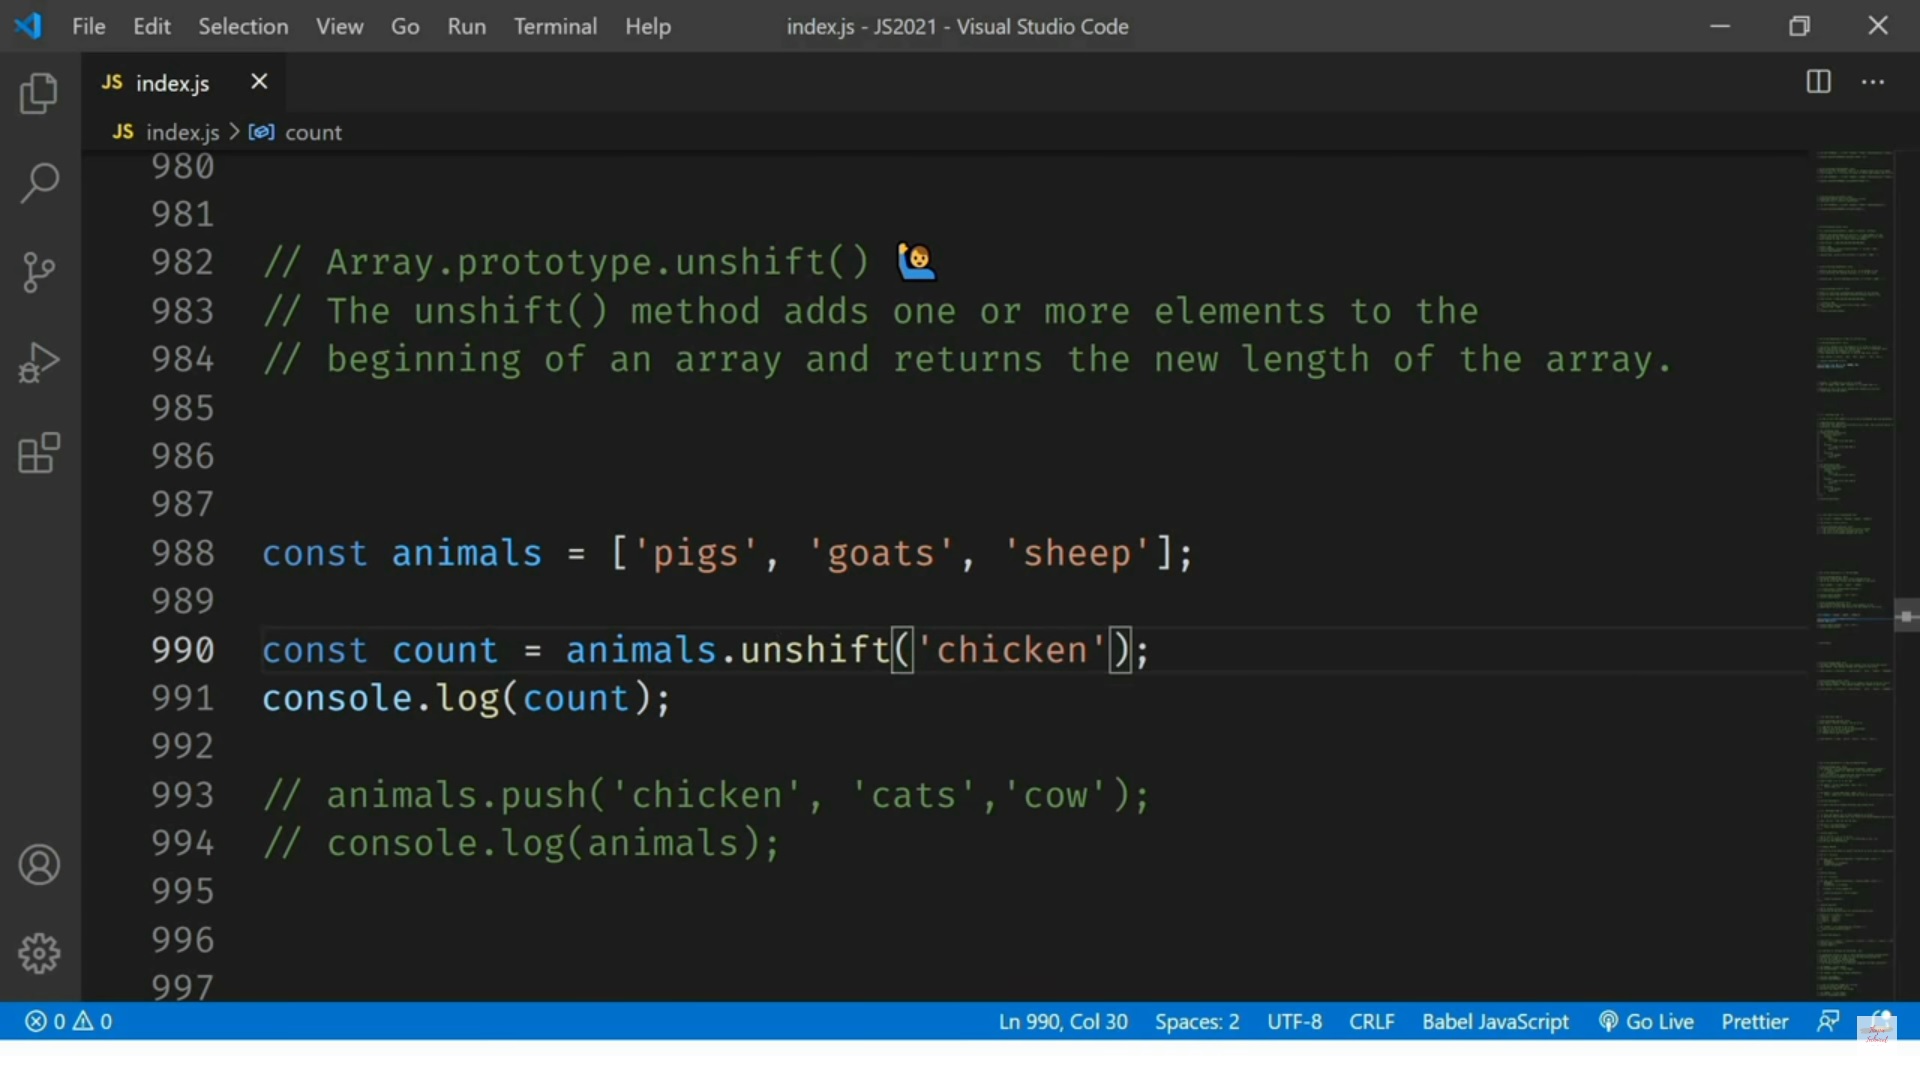 File Edit Selection View Go Run Terminal Help index.js - JS2021 - Visual Studio Code
JS index.js
JS index.js > count
980
981
982 // Array.prototype.unshift() 🙋‍♂️
983 // The unshift() method adds one or more elements to the
984 // beginning of an array and returns the new length of the array.
985
986
987
988 const animals = ['pigs', 'goats', 'sheep'];
989
990 const count = animals.unshift('chicken');
991 console.log(count);
992
993 // animals.push('chicken', 'cats','cow');
994 // console.log(animals);
995
996
997
0 0 Ln 990, Col 30 Spaces: 2 UTF-8 CRLF Babel JavaScript Go Live Prettier